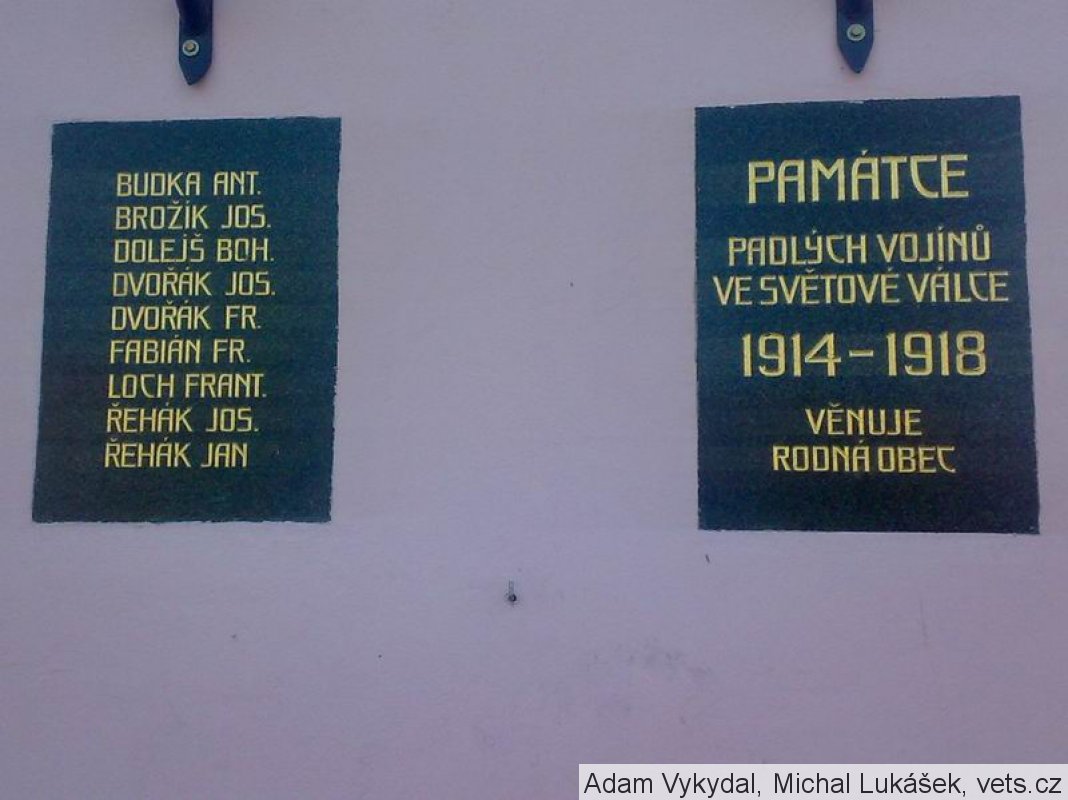 BUDKA ANT.
BROŽÍK JOS.
DOLEJŠ BOH.
DVOŘÁK JOS.
DVOŘÁK FR.
FABIÁN FR.
LOCH FRANT.
ŘEHÁK JOS.
ŘEHÁK JAN
PAMÁTCE
PADLÝCH VOJÍNŮ
VE SVĚTOVÉ VÁLCE
1914-1918
VĚNUJE
RODNÁ OBEC
Adam Vykydal, Michal Lukášek, vets.cz